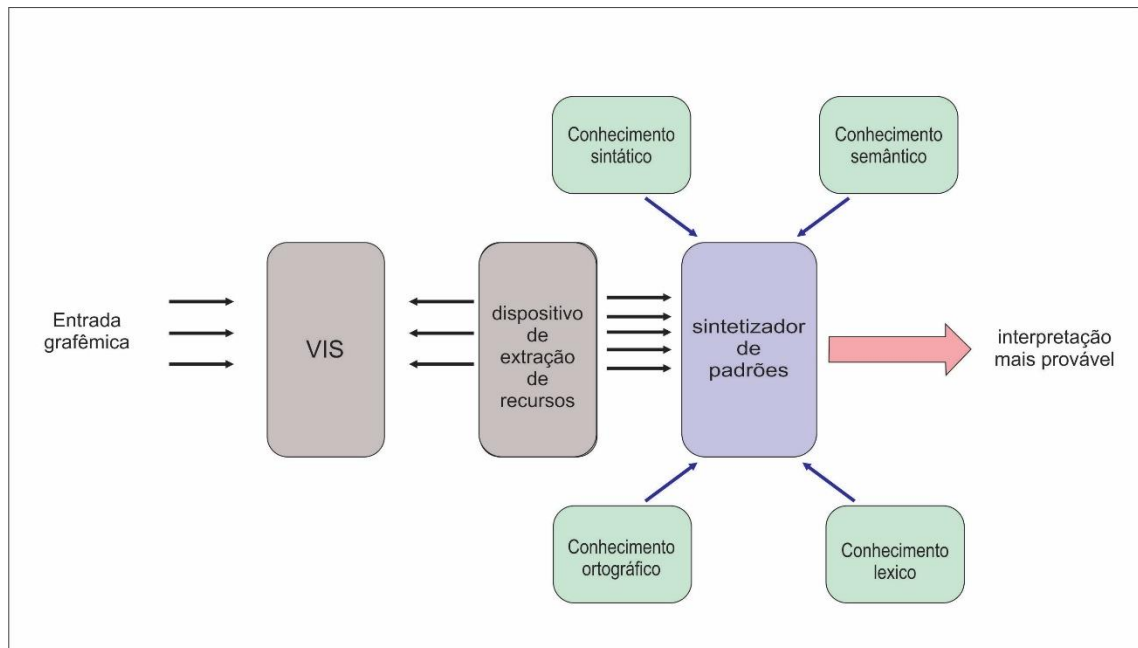 Conhecimento
sintático
Conhecimento
semântico
Entrada
grafêmica
VIS
dispositivo
de
extração
de
recursos
sintetizador
de
padrões
interpretação
mais provável
Conhecimento
ortográfico
Conhecimento
lexico